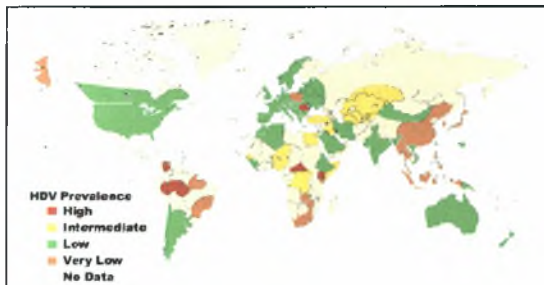 HDV Prevalence
High
Intermediate
Low
Very Low
No Data